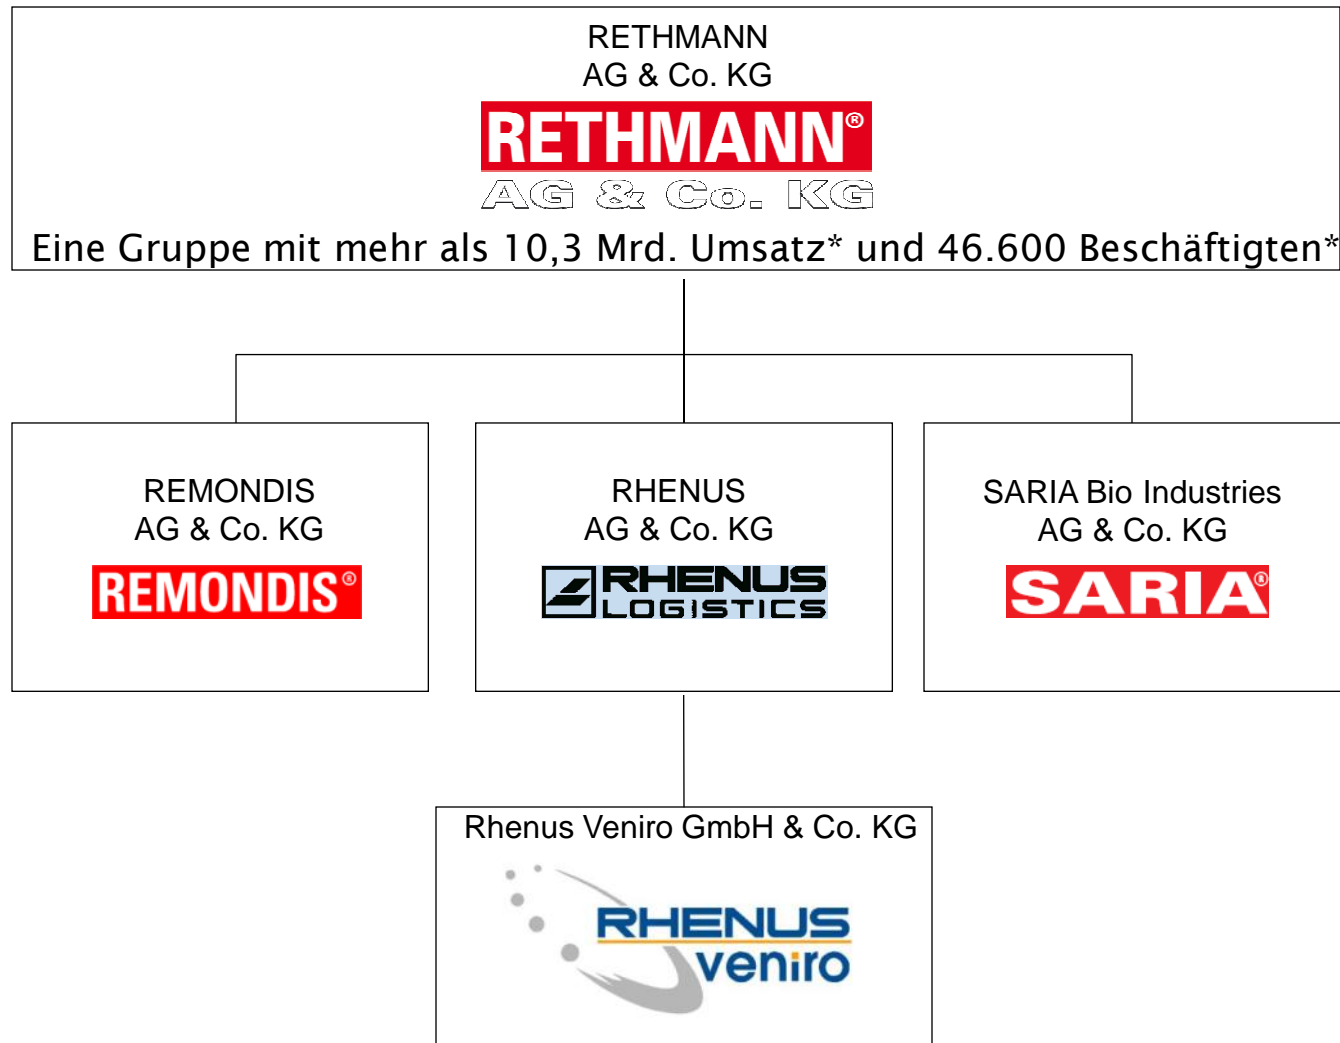 RETHMANN
AG & Co. KG
RETHMANN®
AG & Co. KG
Eine Gruppe mit mehr als 10,3 Mrd. Umsatz* und 46.600 Beschäftigten*
REMONDIS
AG & Co. KG
REMONDIS®
RHENUS
AG & Co. KG
RHENUS
LOGISTICS
SARIA Bio Industries
AG & Co. KG
SARIA®
Rhenus Veniro GmbH & Co. KG
RHENUS
veniro